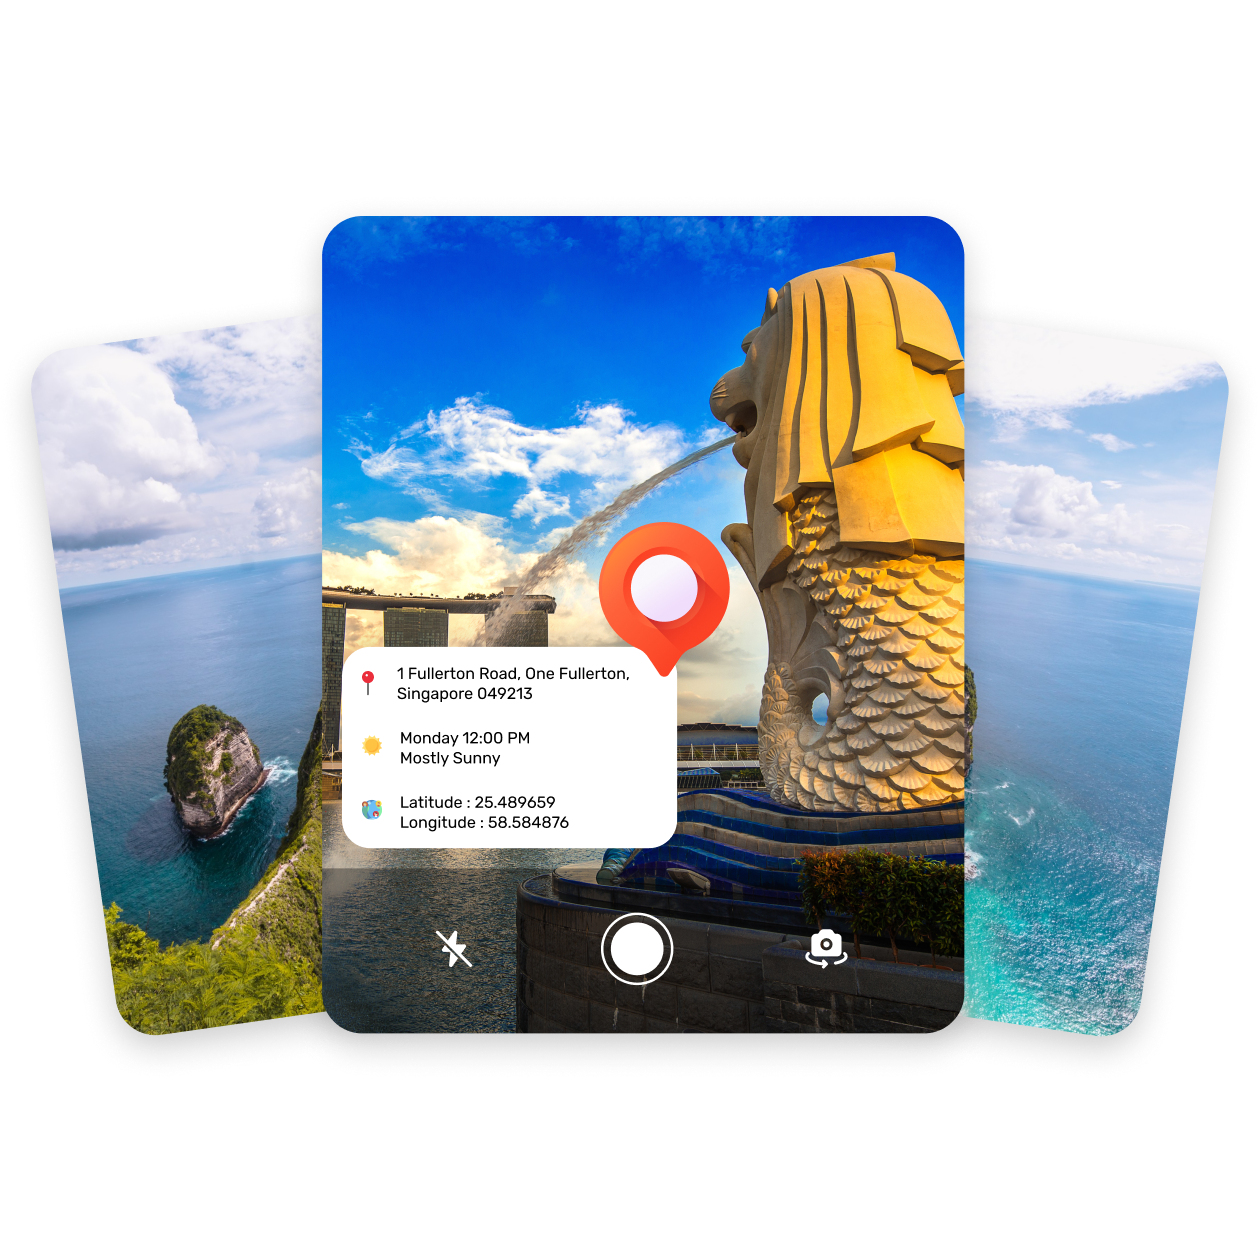 1 Fullerton Road, One Fullerton,
Singapore 049213
Monday 12:00 PM
Mostly Sunny
Latitude : 25.489659
Longitude : 58.584876